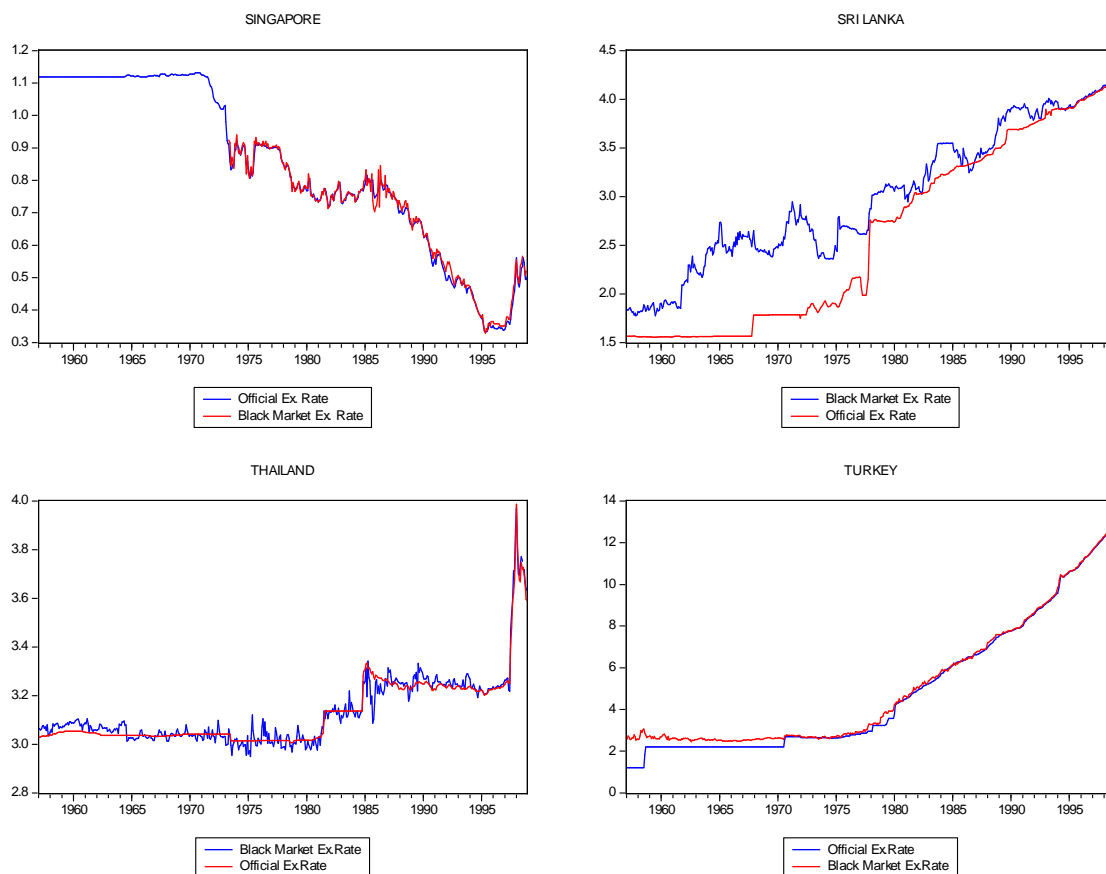 SINGAPORE
1.2
1.1
1.0
0.9
0.8
0.7
0.6
0.5
0.4
0.3
1960 1965 1970 1975 1980 1985 1990 1995
Official Ex. Rate
Black Market Ex. Rate
SRI LANKA
4.5
4.0
3.5
3.0
2.5
2.0
1.5
1960 1965 1970 1975 1980 1985 1990 1995
Black Market Ex. Rate
Official Ex. Rate
THAILAND
4.0
3.8
3.6
3.4
3.2
3.0
2.8
1960 1965 1970 1975 1980 1985 1990 1995
Black Market Ex.Rate
Official Ex.Rate
TURKEY
14
12
10
8
6
4
2
0
1960 1965 1970 1975 1980 1985 1990 1995
Official Ex.Rate
Black Market Ex.Rate